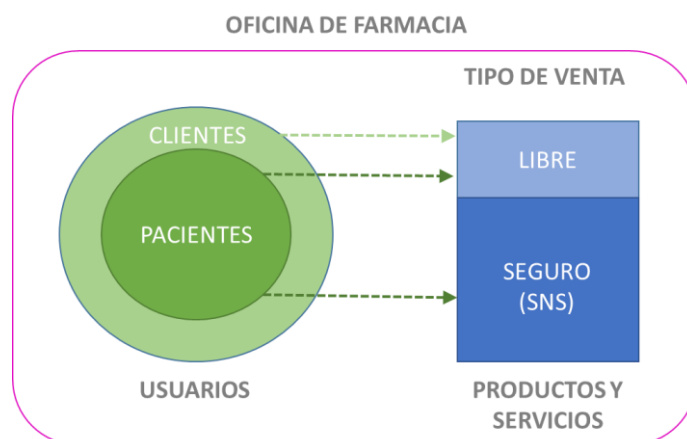 OFICINA DE FARMACIA
TIPO DE VENTA
CLIENTES
LIBRE
PACIENTES
SEGURO
(SNS)
USUARIOS
PRODUCTOS Y
SERVICIOS